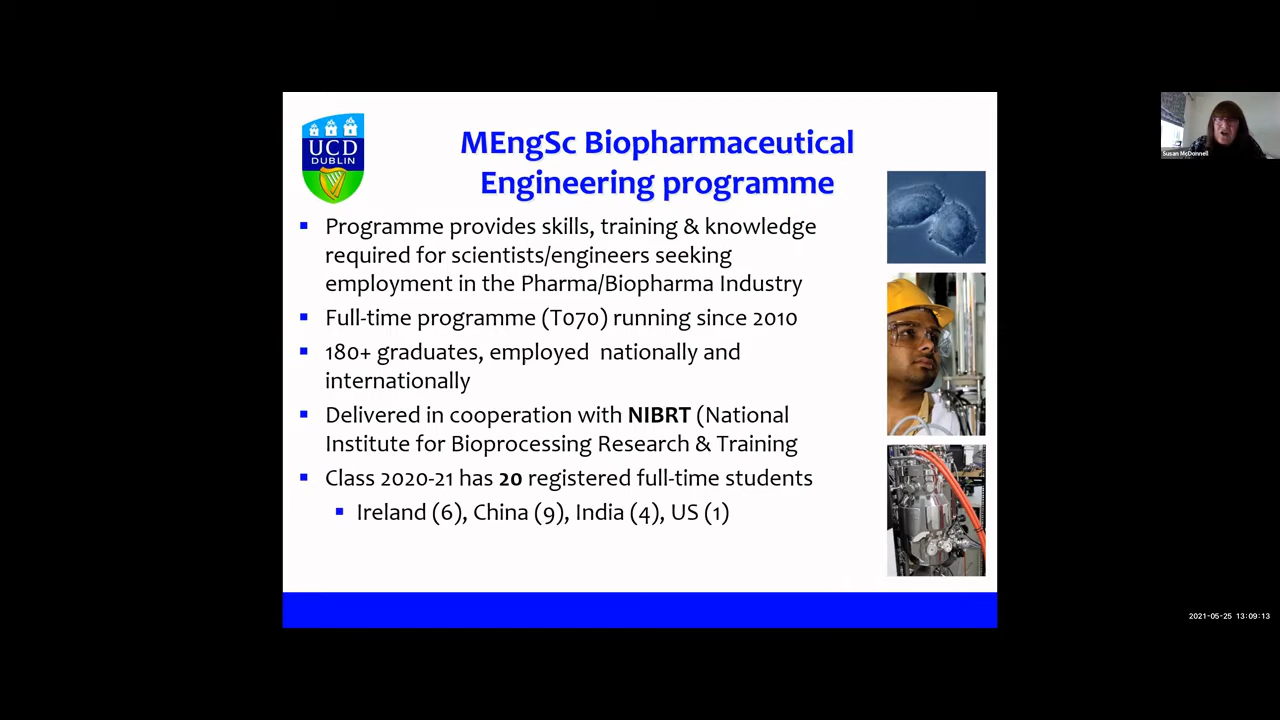 UCD
DUBLIN
MEngSc Biopharmaceutical
Engineering programme
Programme provides skills, training & knowledge
required for scientists/engineers seeking
employment in the Pharma/Biopharma Industry
Full-time programme (T070) running since 2010
180+ graduates, employed nationally and
internationally
Delivered in cooperation with NIBRT (National
Institute for Bioprocessing Research & Training
Class 2020-21 has 20 registered full-time students
Ireland (6), China (9), India (4), US (1)
Susan McDonnell
2021-05-25 13:09:13